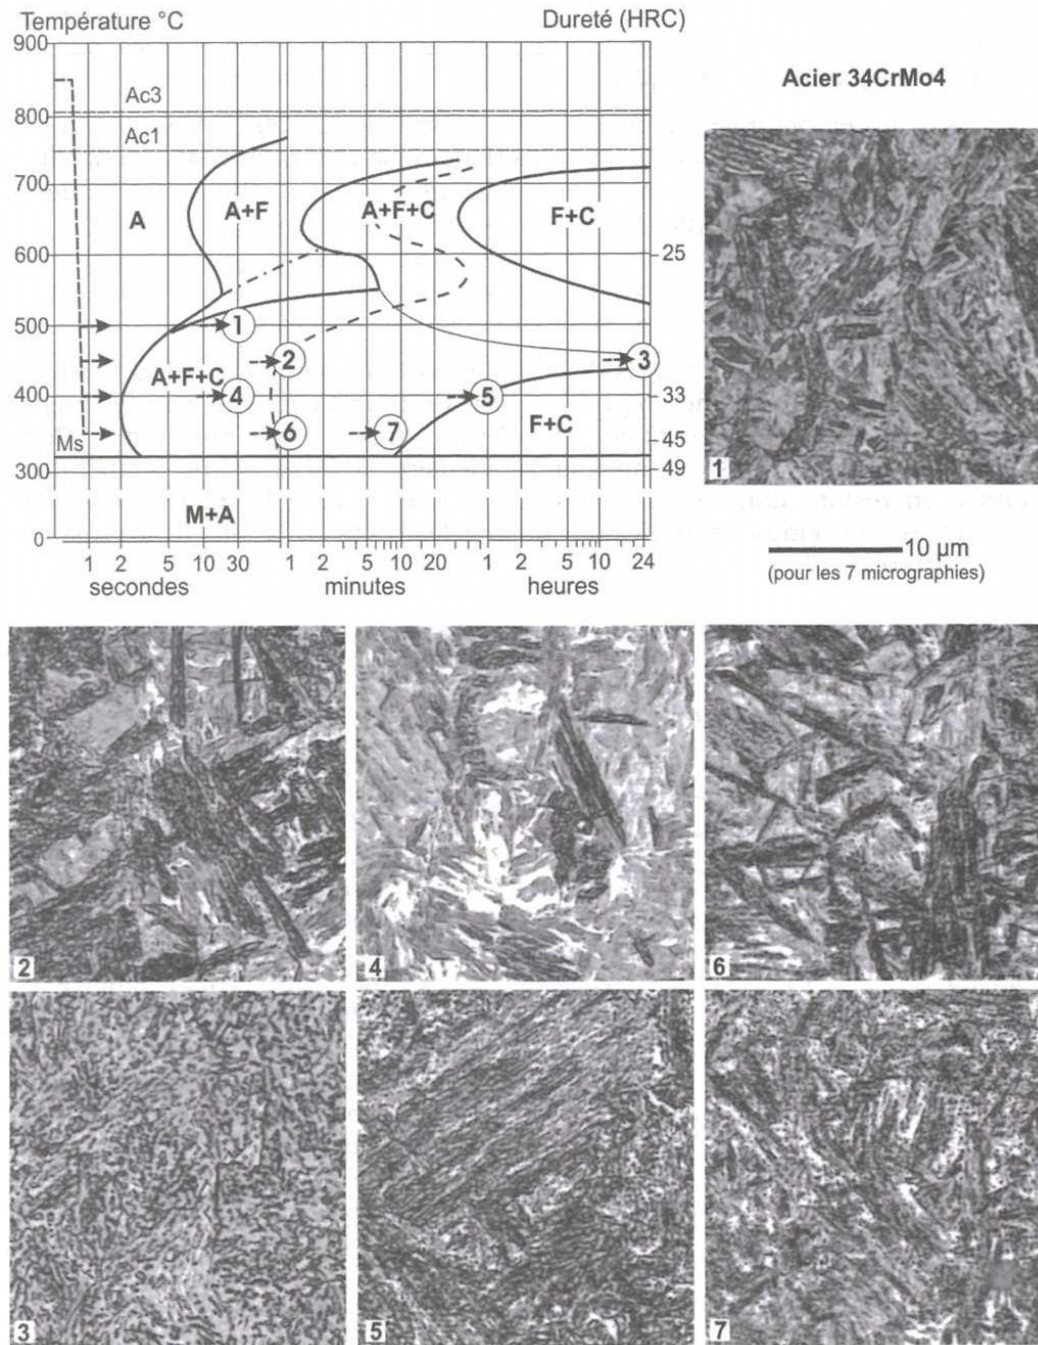 Température °C
Dureté (HRC)
900
Ac3
800
Ac1
700
A
A+F
A+F+C
F+C
600
25
500
1
2
3
A+F+C
400
4
5
33
6
7
F+C
Ms
45
300
49
M+A
0
1 2 5 10 30 1 2 5 10 20 1 2 5 10 24
secondes minutes heures
Acier 34CrMo4
1
10 µm
(pour les 7 micrographies)
2
4
6
3
5
7